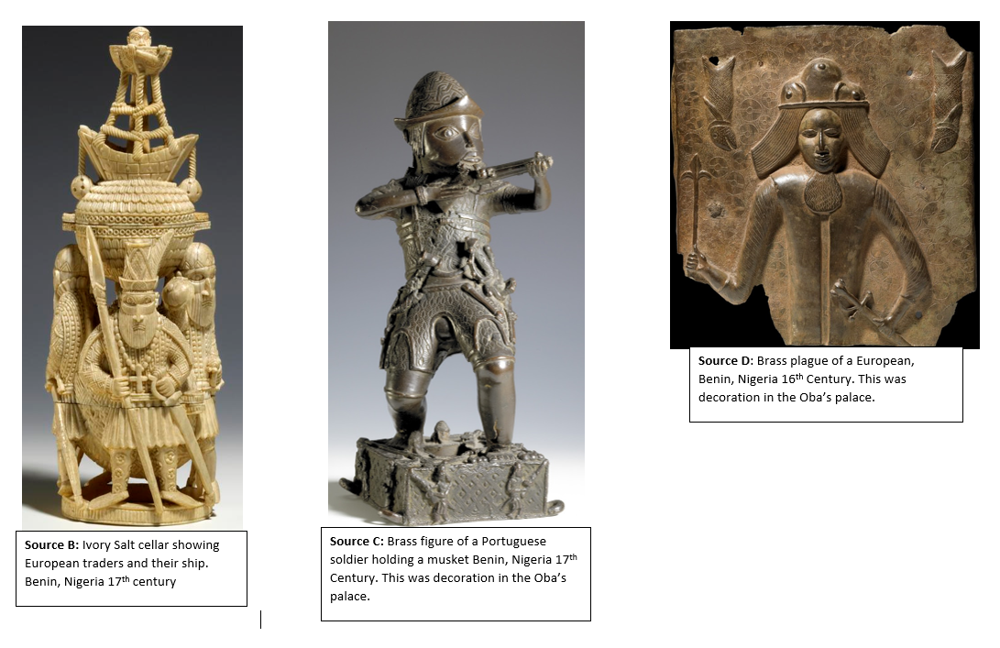 Source B: Ivory Salt cellar showing
European traders and their ship.
Benin, Nigeria 17th century
Source C: Brass figure of a Portuguese
soldier holding a musket Benin, Nigeria 17th
Century. This was decoration in the Oba’s
palace.
Source D: Brass plague of a European,
Benin, Nigeria 16th Century. This was
decoration in the Oba’s palace.